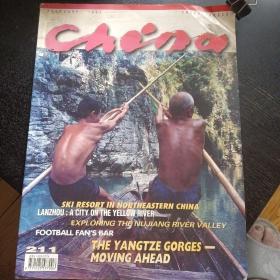 China
SKI RESORT IN NORTHEASTERN CHINA
LANZHOU: A CITY ON THE YELLOW RIVER
EXPLORING THE NUJIANG RIVER VALLEY
FOOTBALL FAN'S BAR
211
THE YANGTZE GORGES —
MOVING AHEAD